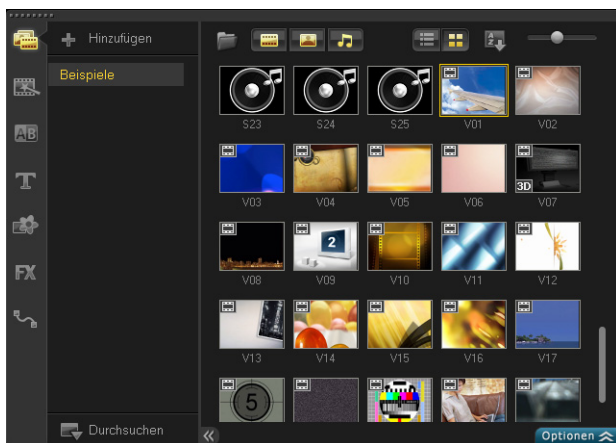 Hinzufügen
Beispiele
S23 S24 S25 V01 V02
V03 V04 V05 V06 3D V07
2
V08 V09 V10 V11 V12
V13 V14 V15 V16 V17
5
AB
T
FX
A
Z
Durchsuchen
Optionen